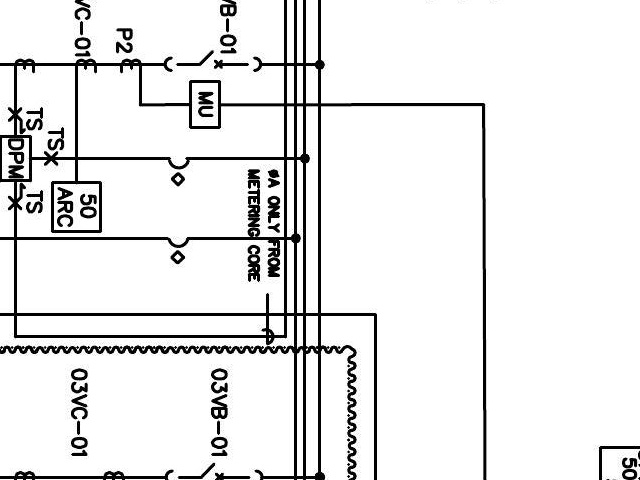 VC-01
P2
VB-01
MU
TS
TS
DPM
TS
50
ARC
ØA ONLY FROM
METERING CORE
03VC-01
03VB-01
50